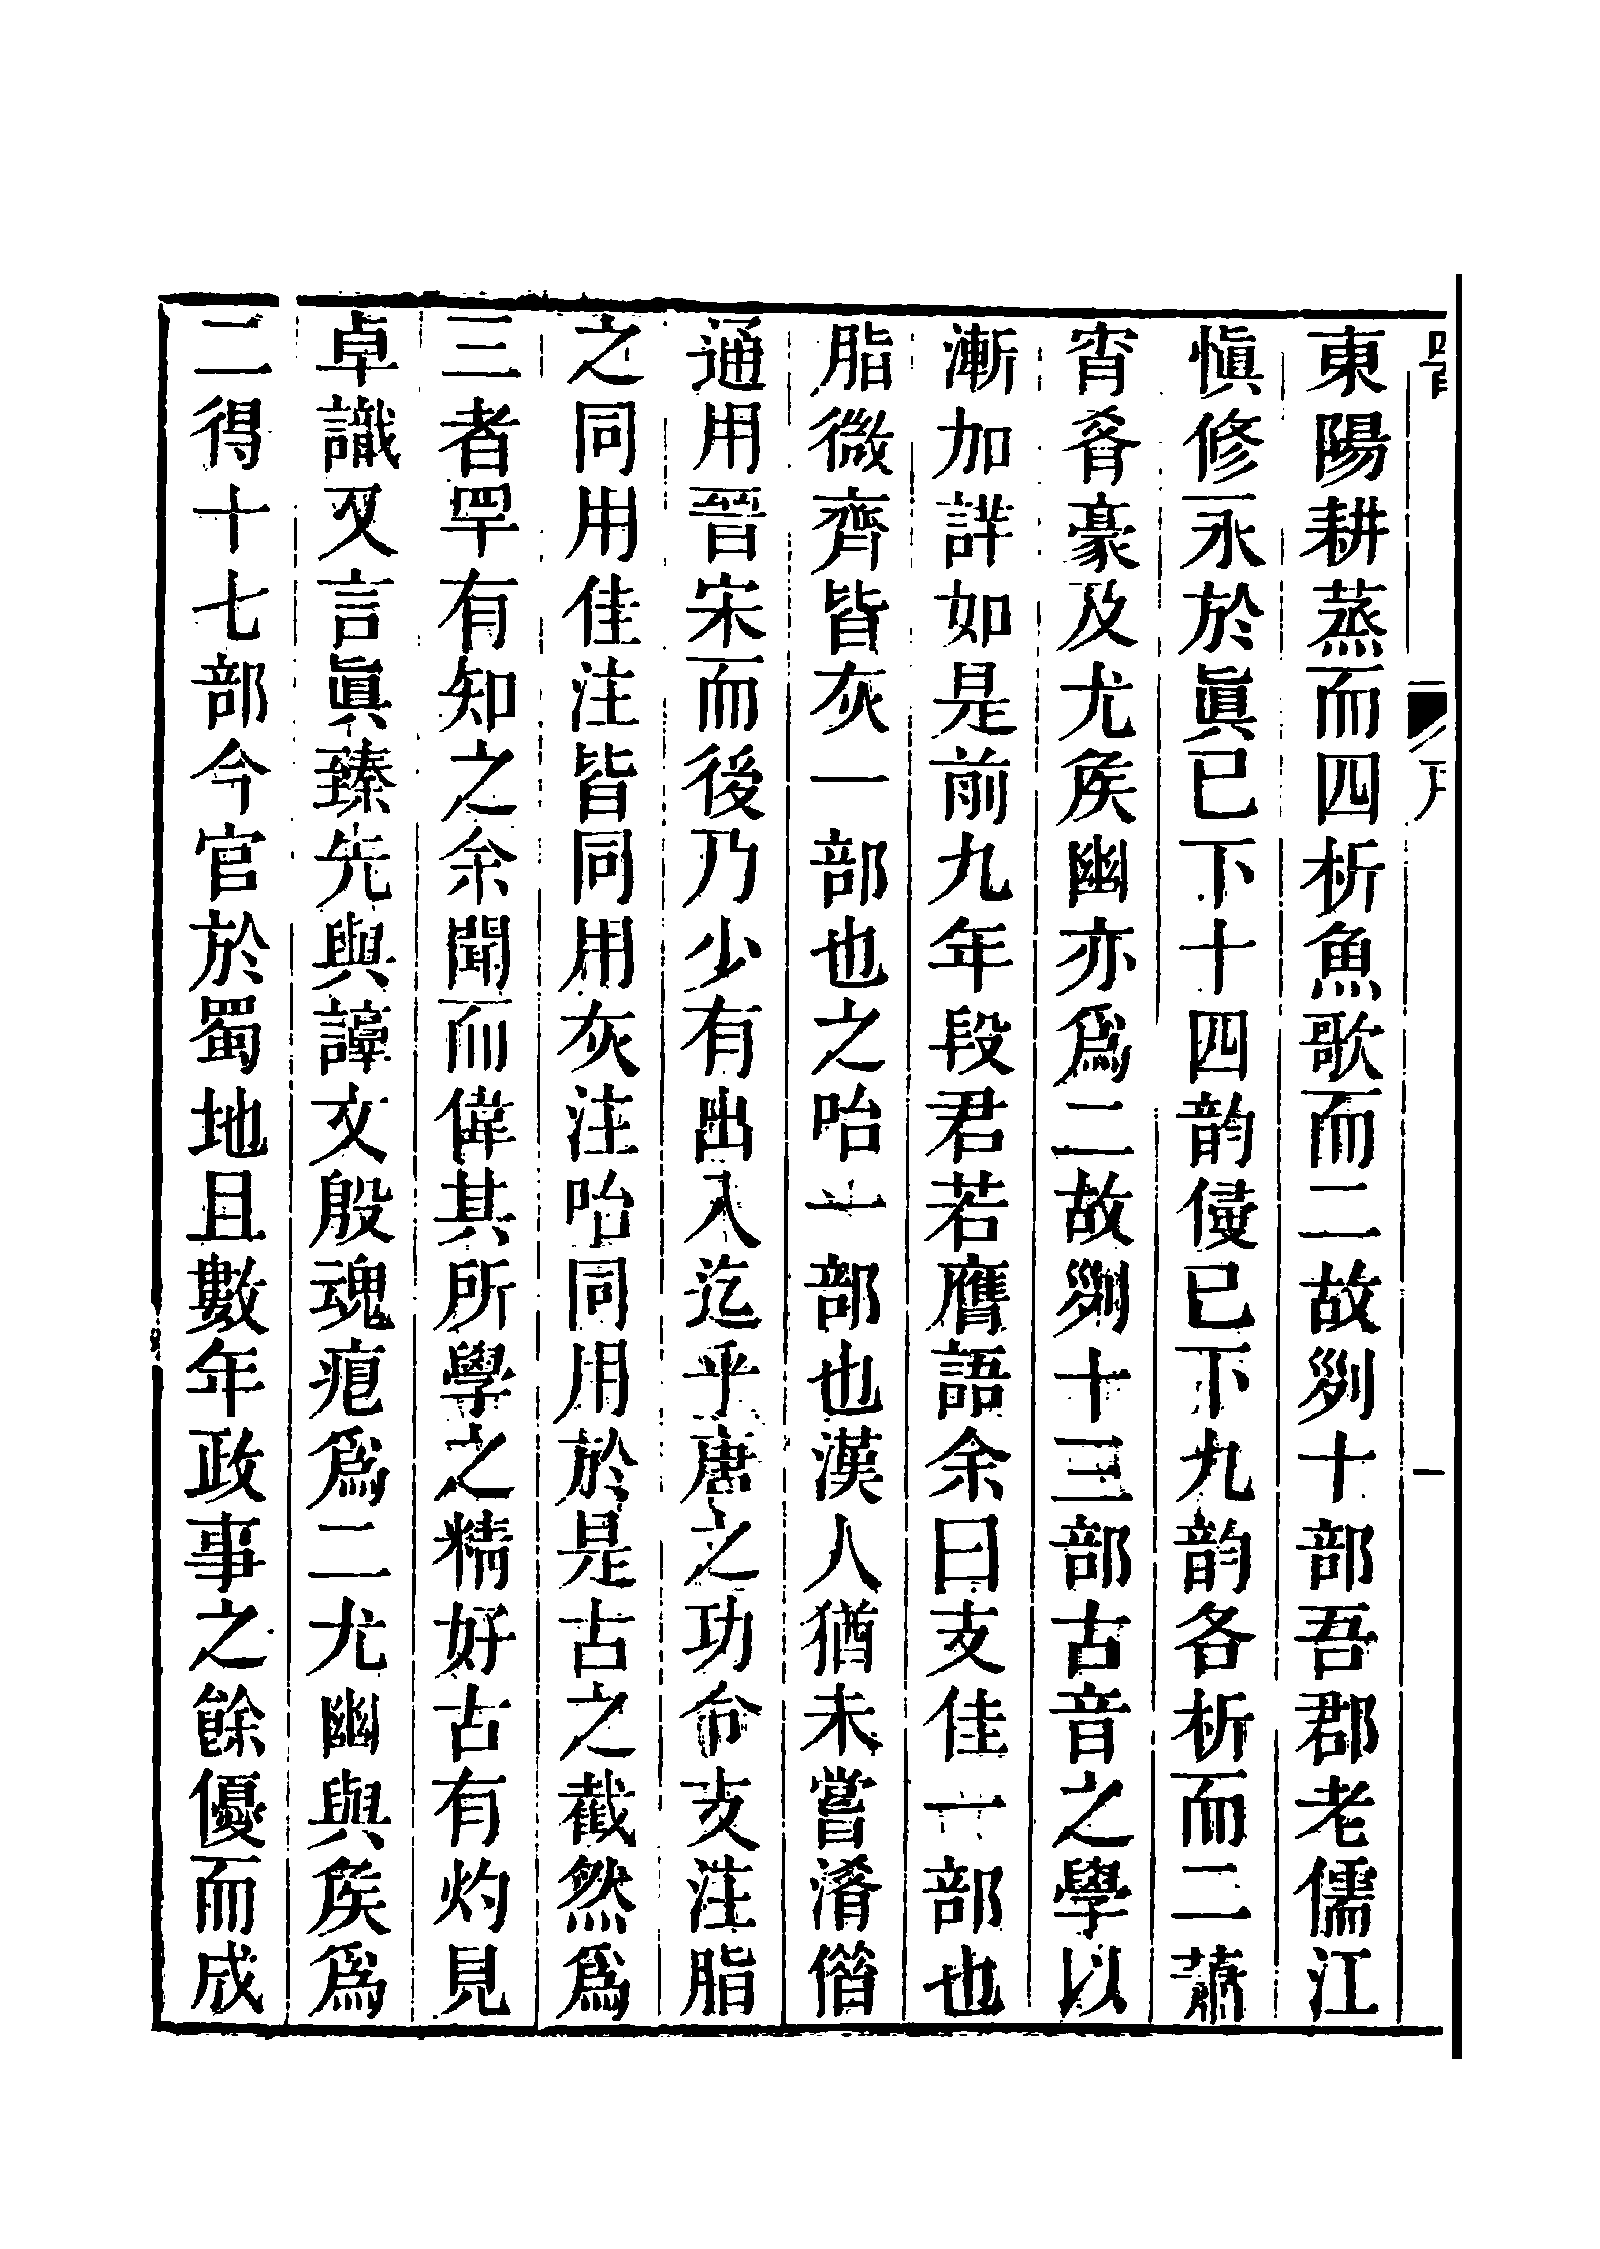 東陽耕蒸而四析魚歌而二故㓚十部吾郡老儒江
慎修永於眞已下十四韵侵已下九韵各析而二蕭
宵肴豪及尤矦幽亦爲二故㓚十三部古音之學以
漸加詳如是前九年段君若膺語余曰支佳一部也
脂微齊皆灰一部也之咍一部也漢人猶未嘗淆借
通用晉宋而後乃少有出入迄乎唐之功令支注脂
之同用佳注皆同用灰注咍同用於是古之截然爲
三者罕有知之余聞而偉其所學之精好古有灼見
卓識又言眞臻先與諄文殷魂痕爲二尤幽與矦爲
二得十七部今官於蜀地且數年政事之餘優而成